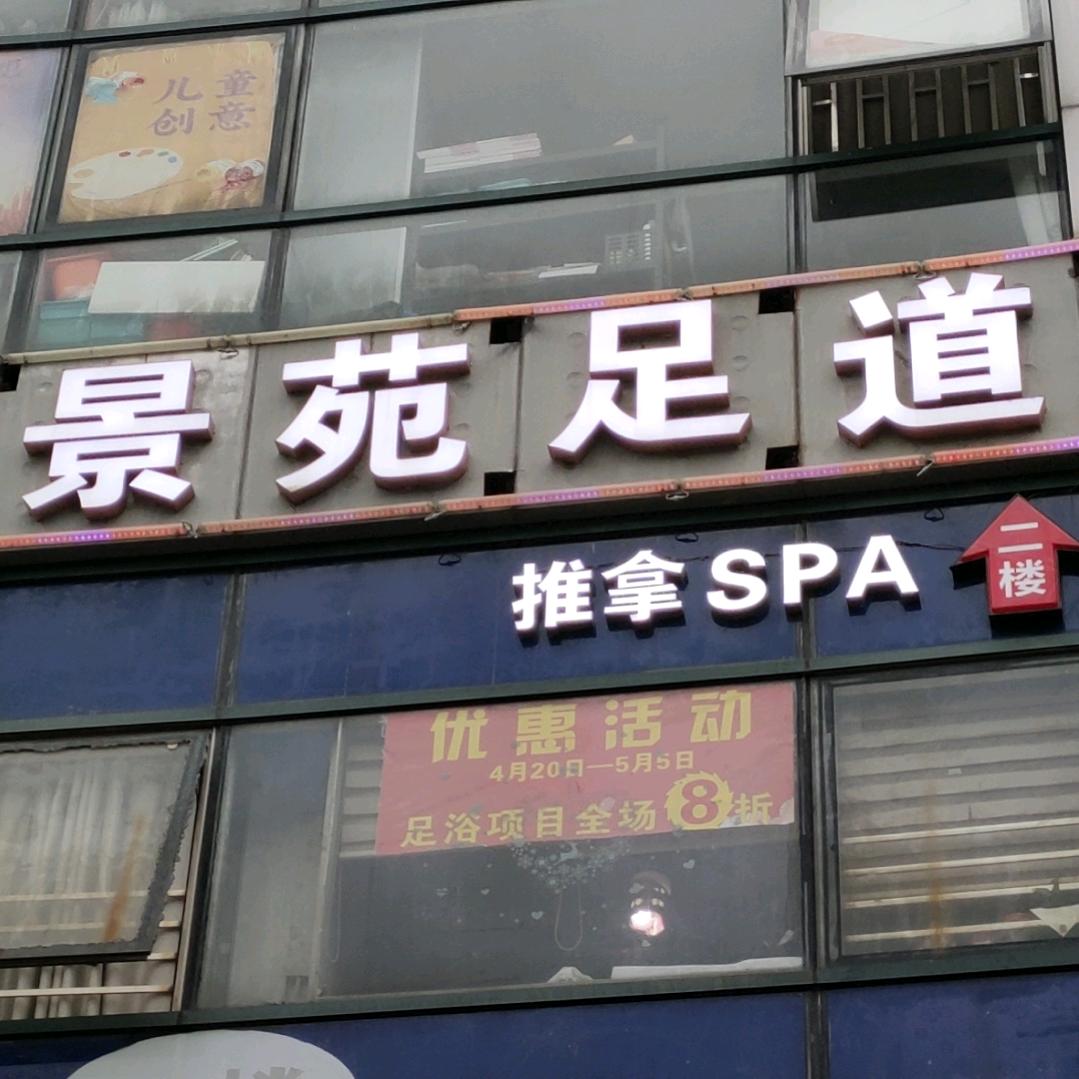 儿童
创意
景苑足道
推拿SPA
二楼
优惠活动
4月20日—5月5日
足浴项目全场8折